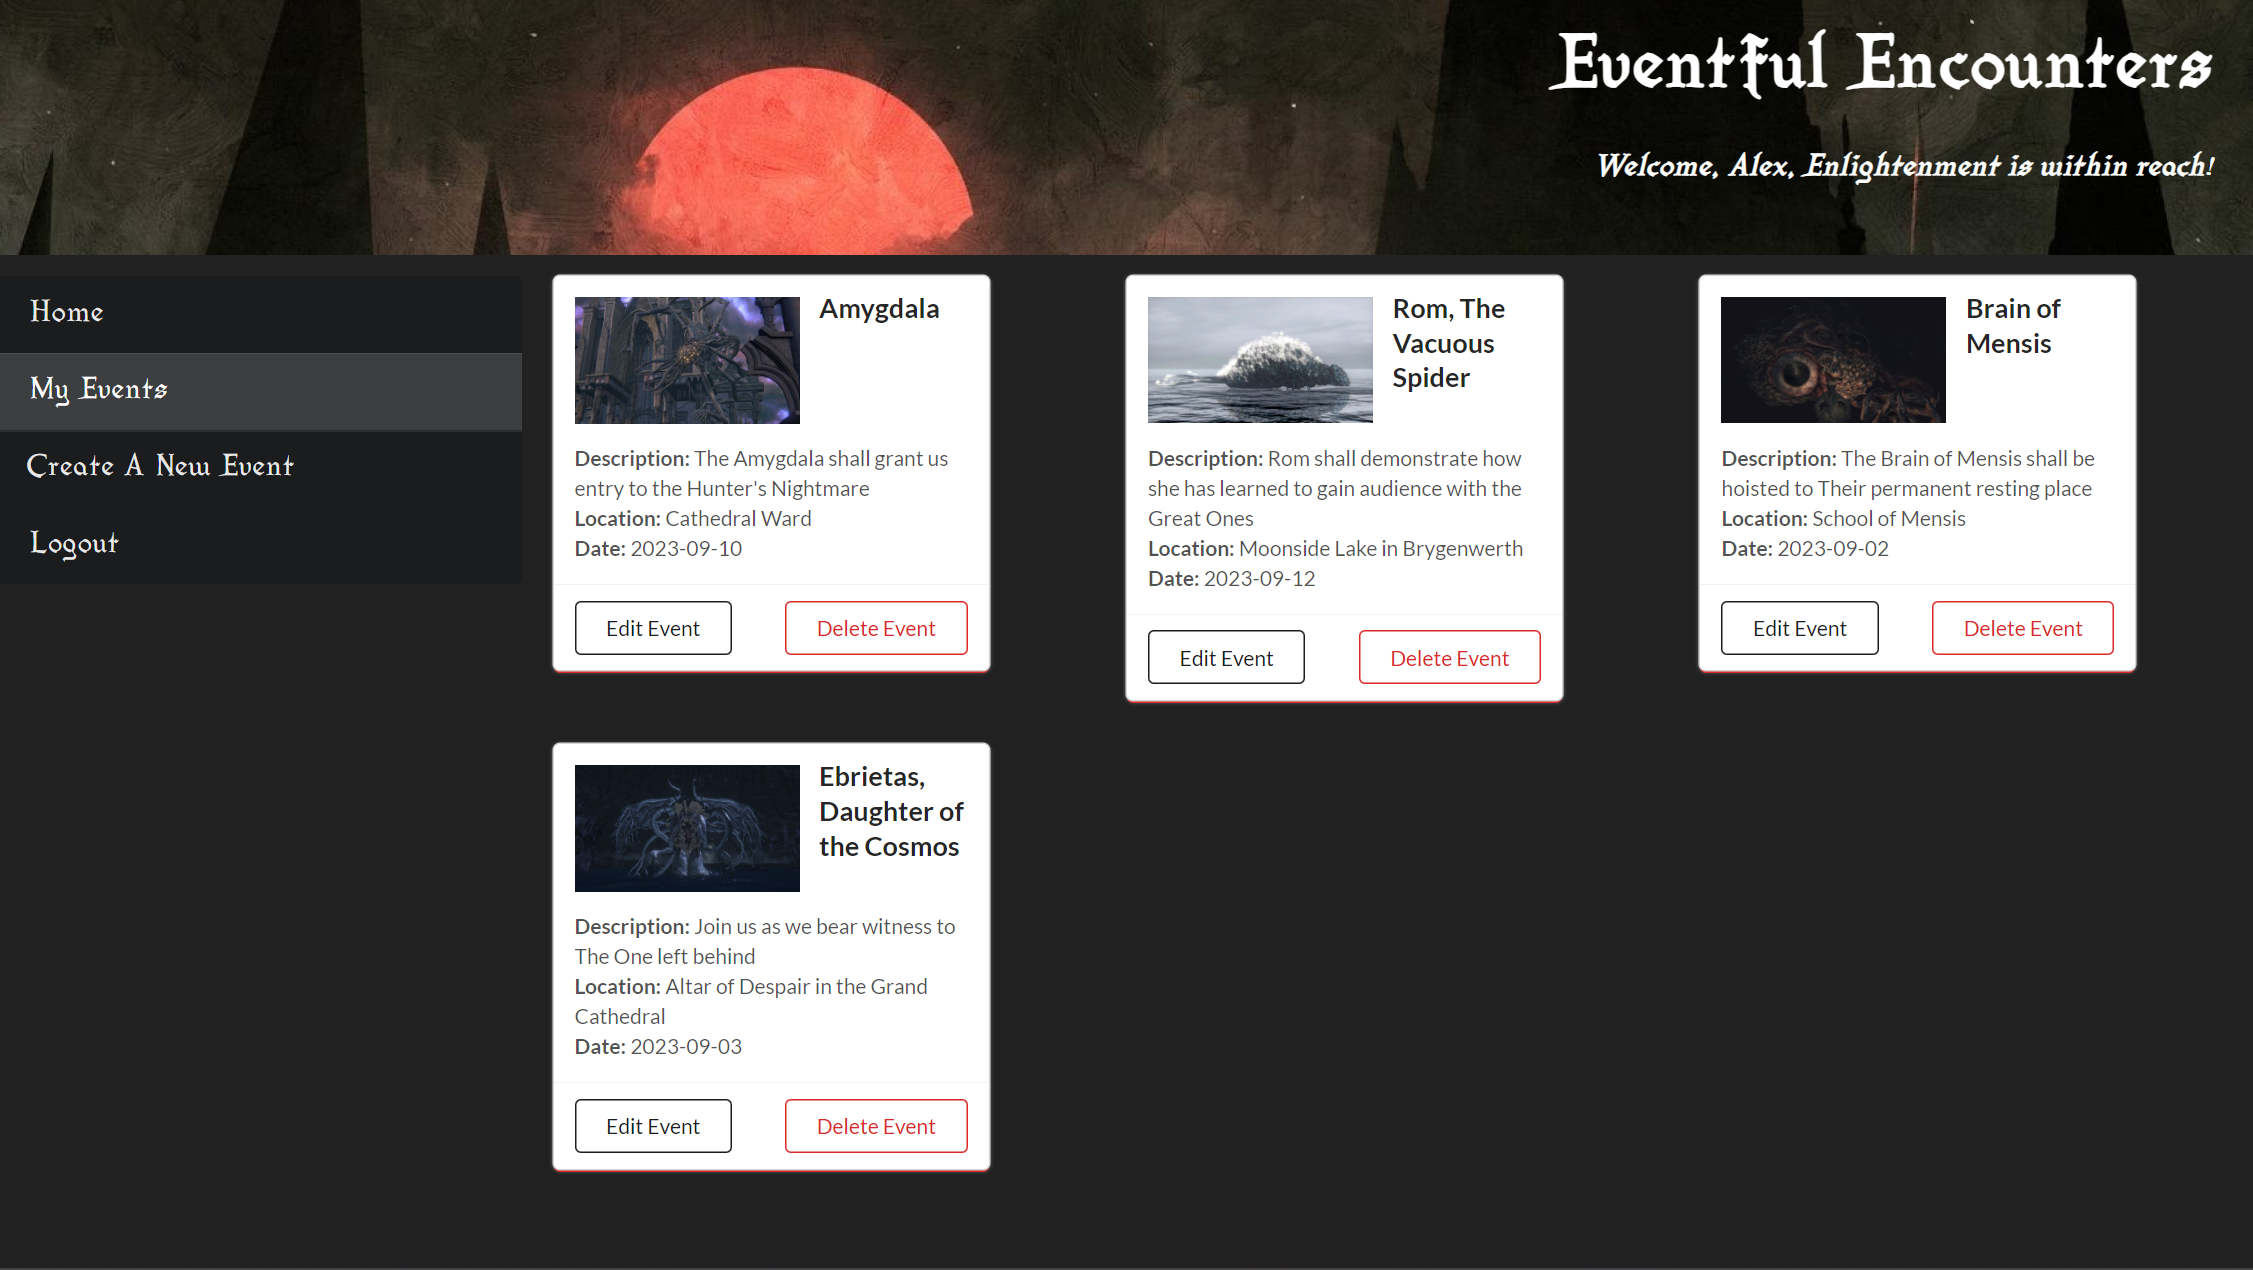 Eventful Encounters
Welcome, Alex, Enlightenment is within reach!
Home
My Events
Create A New Event
Logout
Amygdala
Description: The Amygdala shall grant us
entry to the Hunter's Nightmare
Location: Cathedral Ward
Date: 2023-09-10
Edit Event
Delete Event
Rom, The
Vacuous
Spider
Description: Rom shall demonstrate how
she has learned to gain audience with the
Great Ones
Location: Moonside Lake in Brygenwerth
Date: 2023-09-12
Edit Event
Delete Event
Brain of
Mensis
Description: The Brain of Mensis shall be
hoisted to Their permanent resting place
Location: School of Mensis
Date: 2023-09-02
Edit Event
Delete Event
Ebrietas,
Daughter of
the Cosmos
Description: Join us as we bear witness to
The One left behind
Location: Altar of Despair in the Grand
Cathedral
Date: 2023-09-03
Edit Event
Delete Event